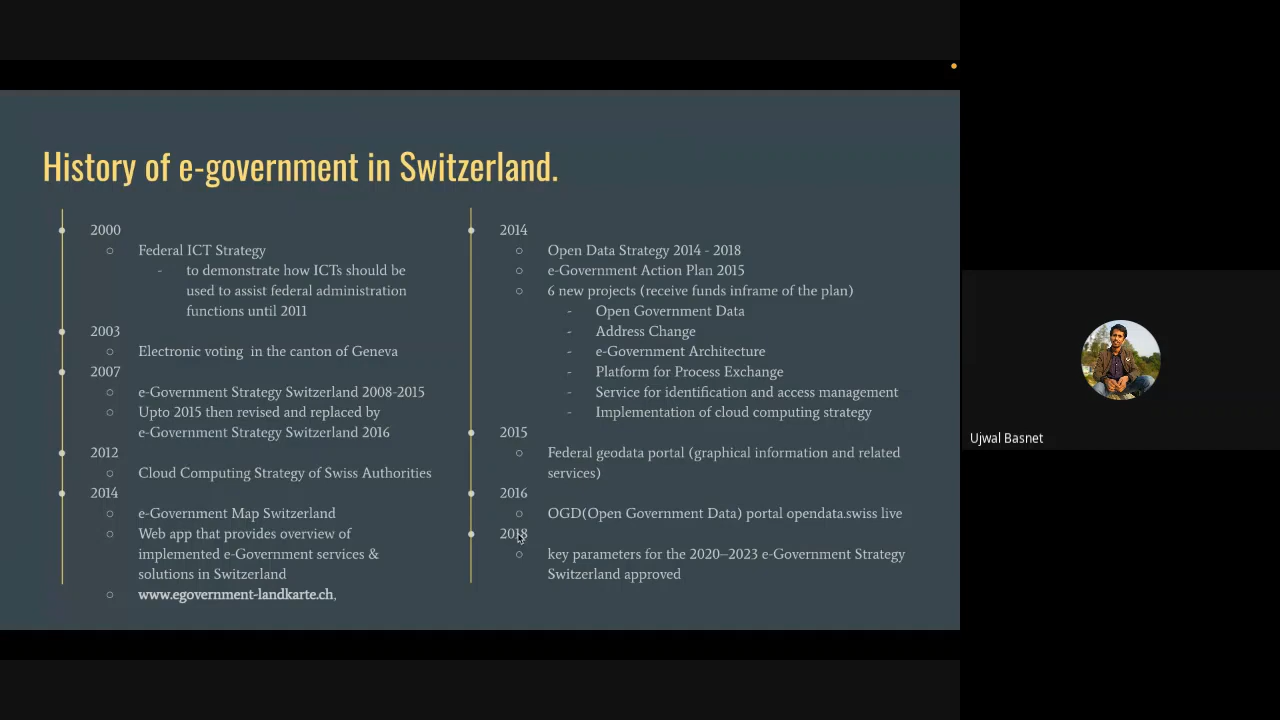 History of e-government in Switzerland.
2000
○ Federal ICT Strategy
- to demonstrate how ICTs should be
used to assist federal administration
functions until 2011
2003
○ Electronic voting in the canton of Geneva
2007
○ e-Government Strategy Switzerland 2008-2015
○ Upto 2015 then revised and replaced by
e-Government Strategy Switzerland 2016
2012
○ Cloud Computing Strategy of Swiss Authorities
2014
○ e-Government Map Switzerland
○ Web app that provides overview of
implemented e-Government services &
solutions in Switzerland
○ www.egovernment-landkarte.ch,
2014
○ Open Data Strategy 2014 - 2018
○ e-Government Action Plan 2015
○ 6 new projects (receive funds inframe of the plan)
- Open Government Data
- Address Change
- e-Government Architecture
- Platform for Process Exchange
- Service for identification and access management
- Implementation of cloud computing strategy
2015
○ Federal geodata portal (graphical information and related
services)
2016
○ OGD(Open Government Data) portal opendata.swiss live
2018
○ key parameters for the 2020–2023 e-Government Strategy
Switzerland approved
Ujwal Basnet